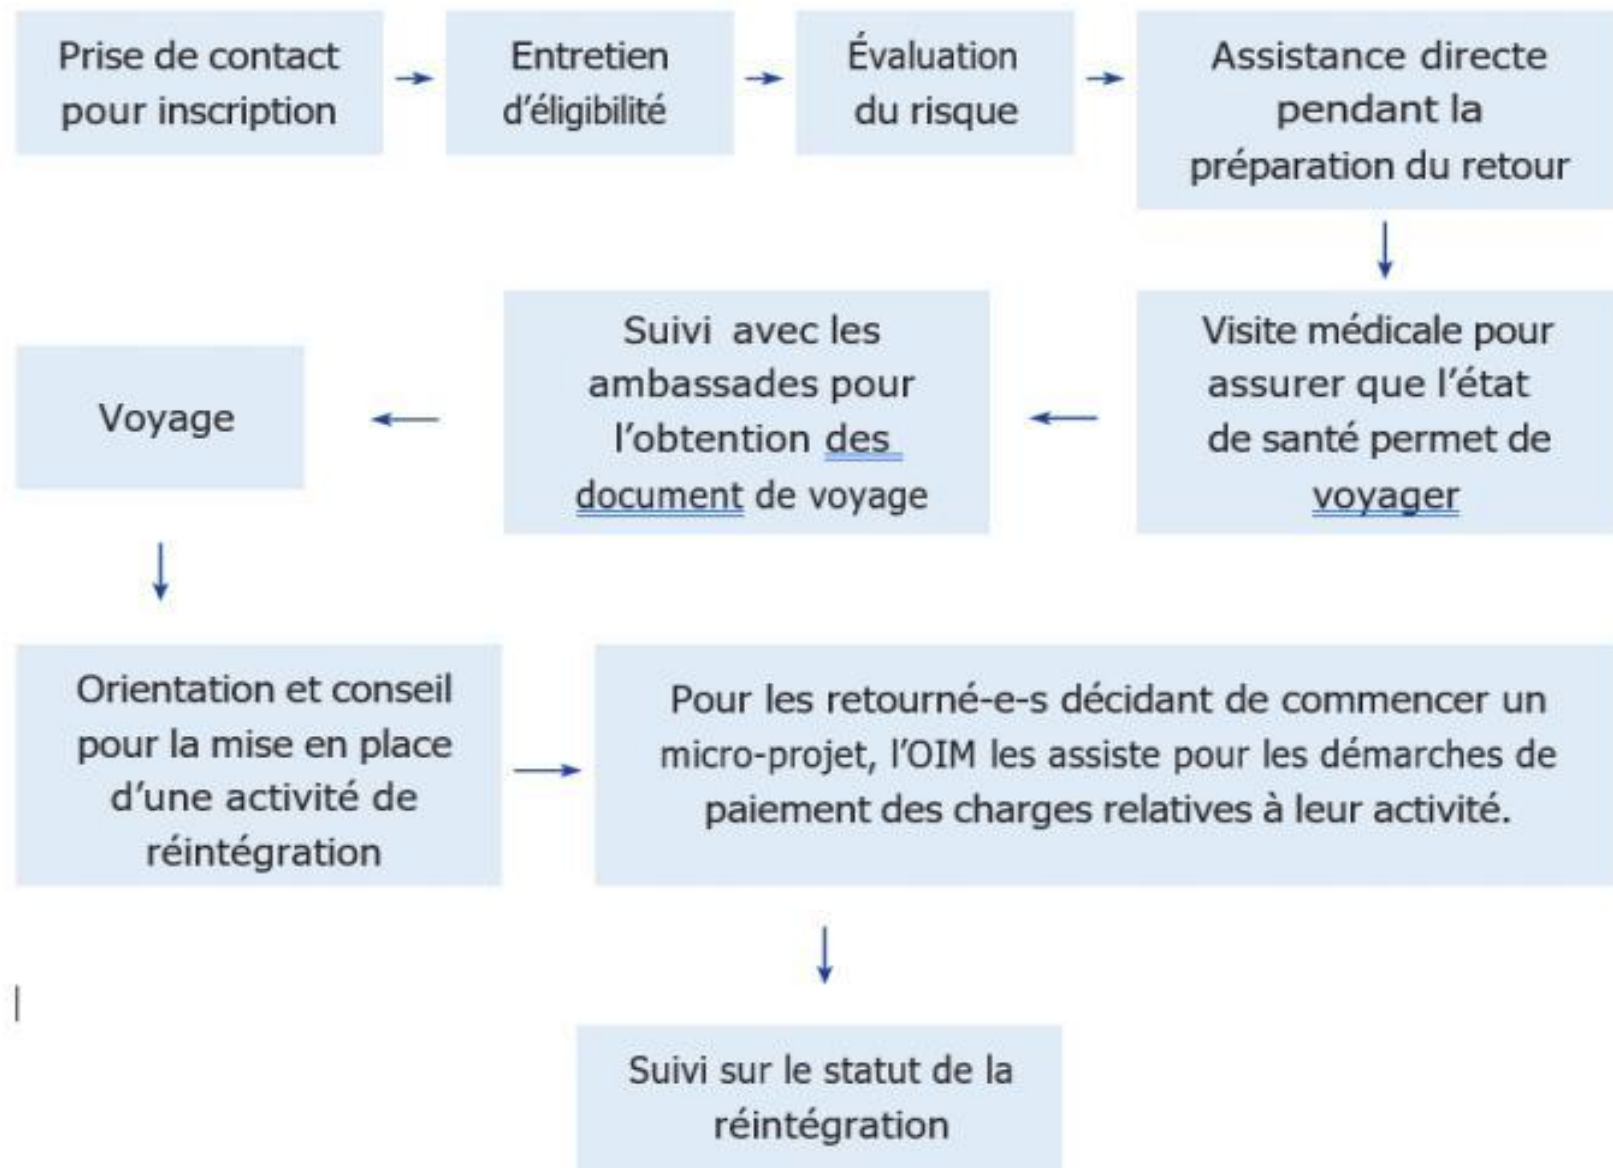 Prise de contact
pour inscription
Entretien
d'éligibilité
Évaluation
du risque
Assistance directe
pendant la
préparation du retour
Visite médicale pour
assurer que l'état
de santé permet de
voyager
Suivi avec les
ambassades pour
l'obtention des
document de voyage
Voyage
Orientation et conseil
pour la mise en place
d'une activité de
réintégration
Pour les retourné-e-s décidant de commencer un
micro-projet, l'OIM les assiste pour les démarches de
paiement des charges relatives à leur activité.
Suivi sur le statut de la
réintégration